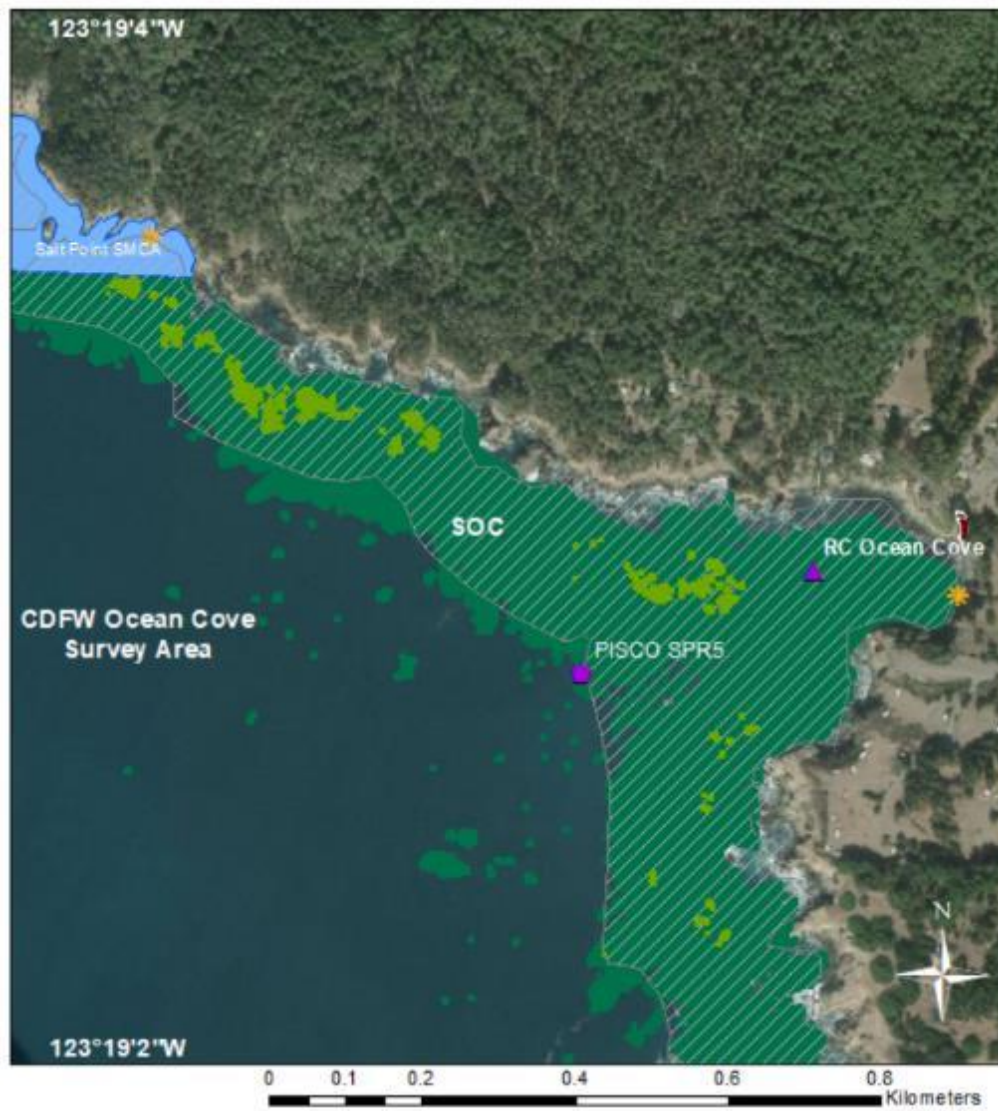 123°19'4"W
Salt Point SMCA
SOC
RC Ocean Cove
CDFW Ocean Cove
Survey Area
PISCO SPR5
N
123°19'2"W
0 0.1 0.2 0.4 0.6 0.8
Kilometers